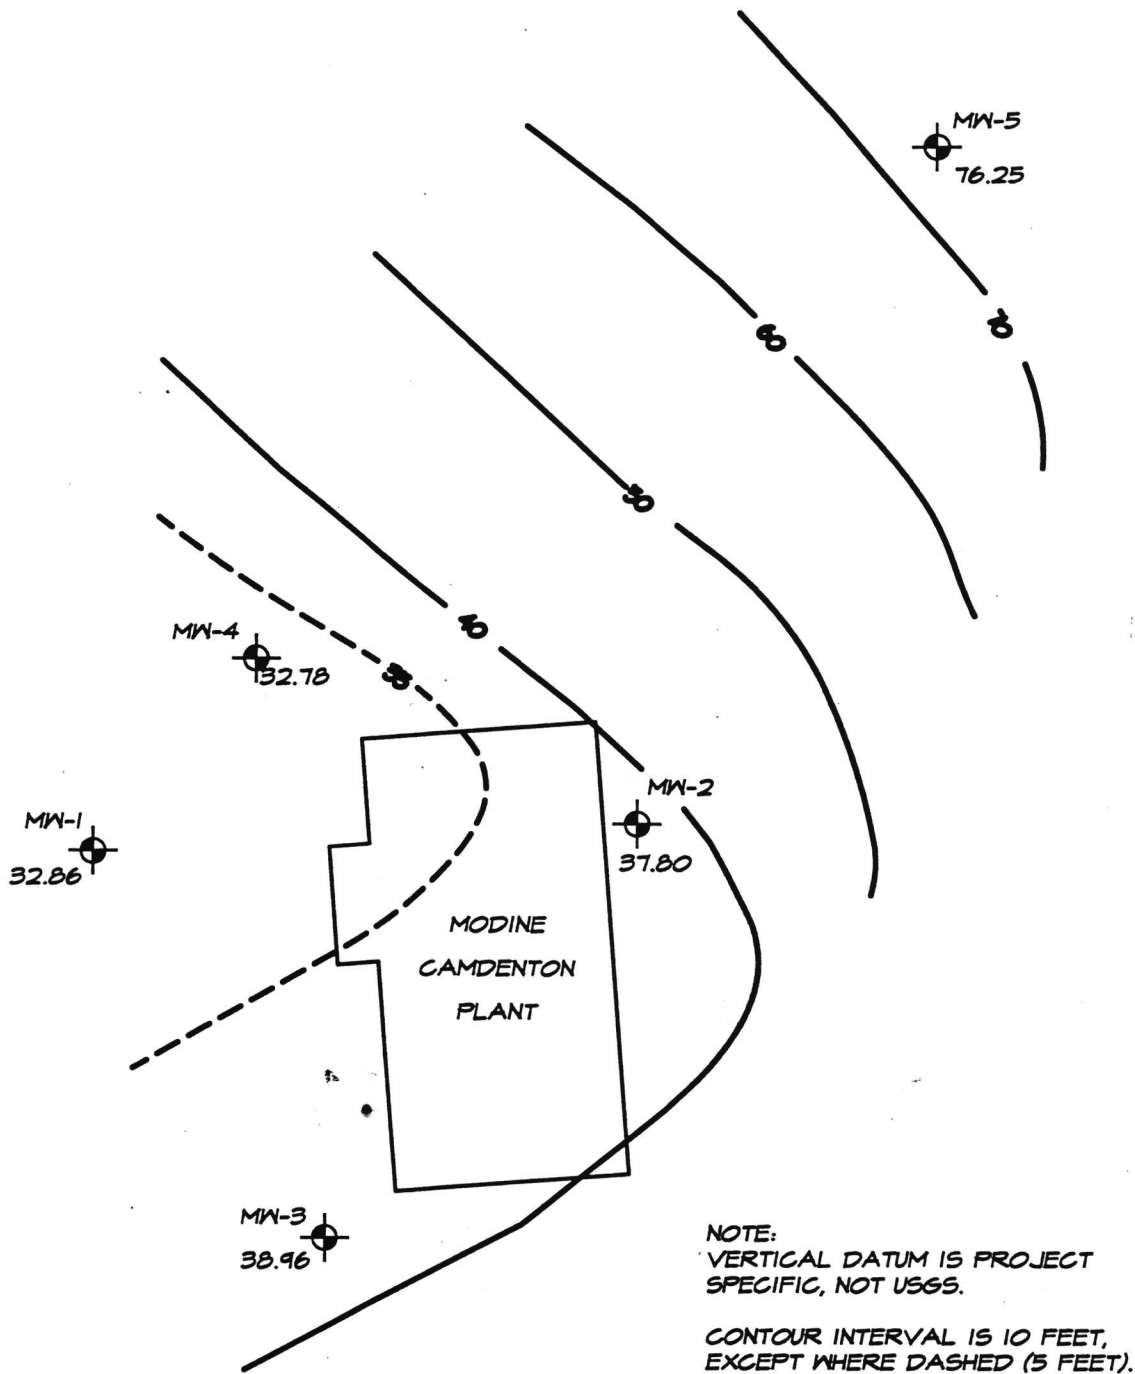 MW-5
76.25
70
60
50
40
MW-4
32.78
35
MW-2
37.80
MW-1
32.86
MODINE
CAMDENTON
PLANT
MW-3
38.96
NOTE:
VERTICAL DATUM IS PROJECT
SPECIFIC, NOT USGS.
CONTOUR INTERVAL IS 10 FEET,
EXCEPT WHERE DASHED (5 FEET).